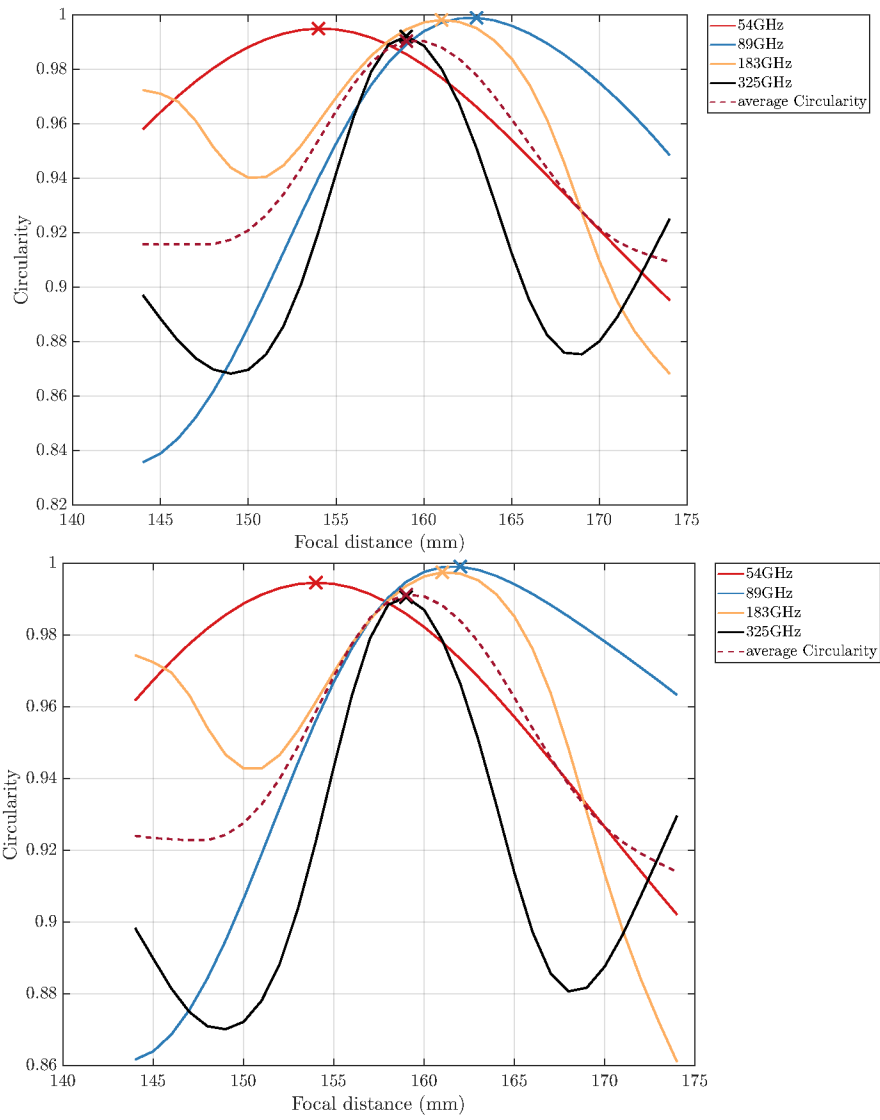 1
0.98
0.96
0.94
0.92
0.9
0.88
0.86
0.84
0.82
Circularity
140
145
150
155
160
165
170
175
Focal distance (mm)
54GHz
89GHz
183GHz
325GHz
average Circularity
1
0.98
0.96
0.94
0.92
0.9
0.88
0.86
Circularity
140
145
150
155
160
165
170
175
Focal distance (mm)
54GHz
89GHz
183GHz
325GHz
average Circularity